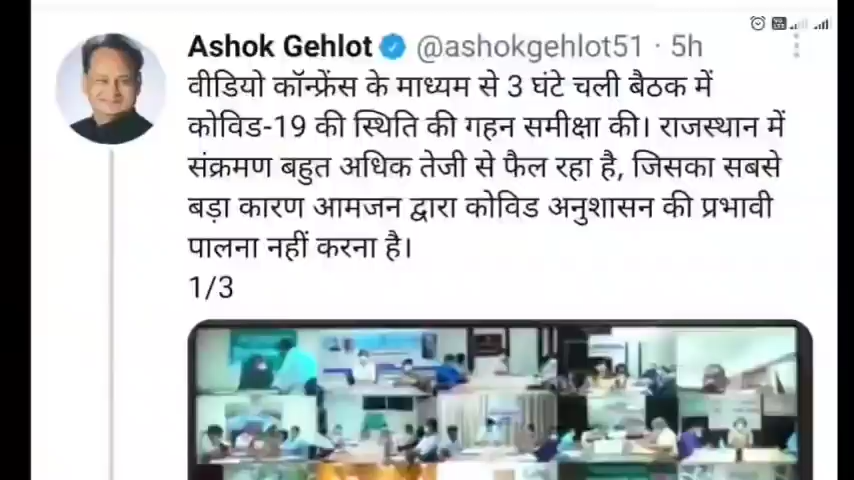 Ashok Gehlot @ashokgehlot51 · 5h
वीडियो कॉन्फ्रेंस के माध्यम से 3 घंटे चली बैठक में
कोविड-19 की स्थिति की गहन समीक्षा की। राजस्थान में
संक्रमण बहुत अधिक तेजी से फैल रहा है, जिसका सबसे
बड़ा कारण आमजन द्वारा कोविड अनुशासन की प्रभावी
पालना नहीं करना है।
1/3